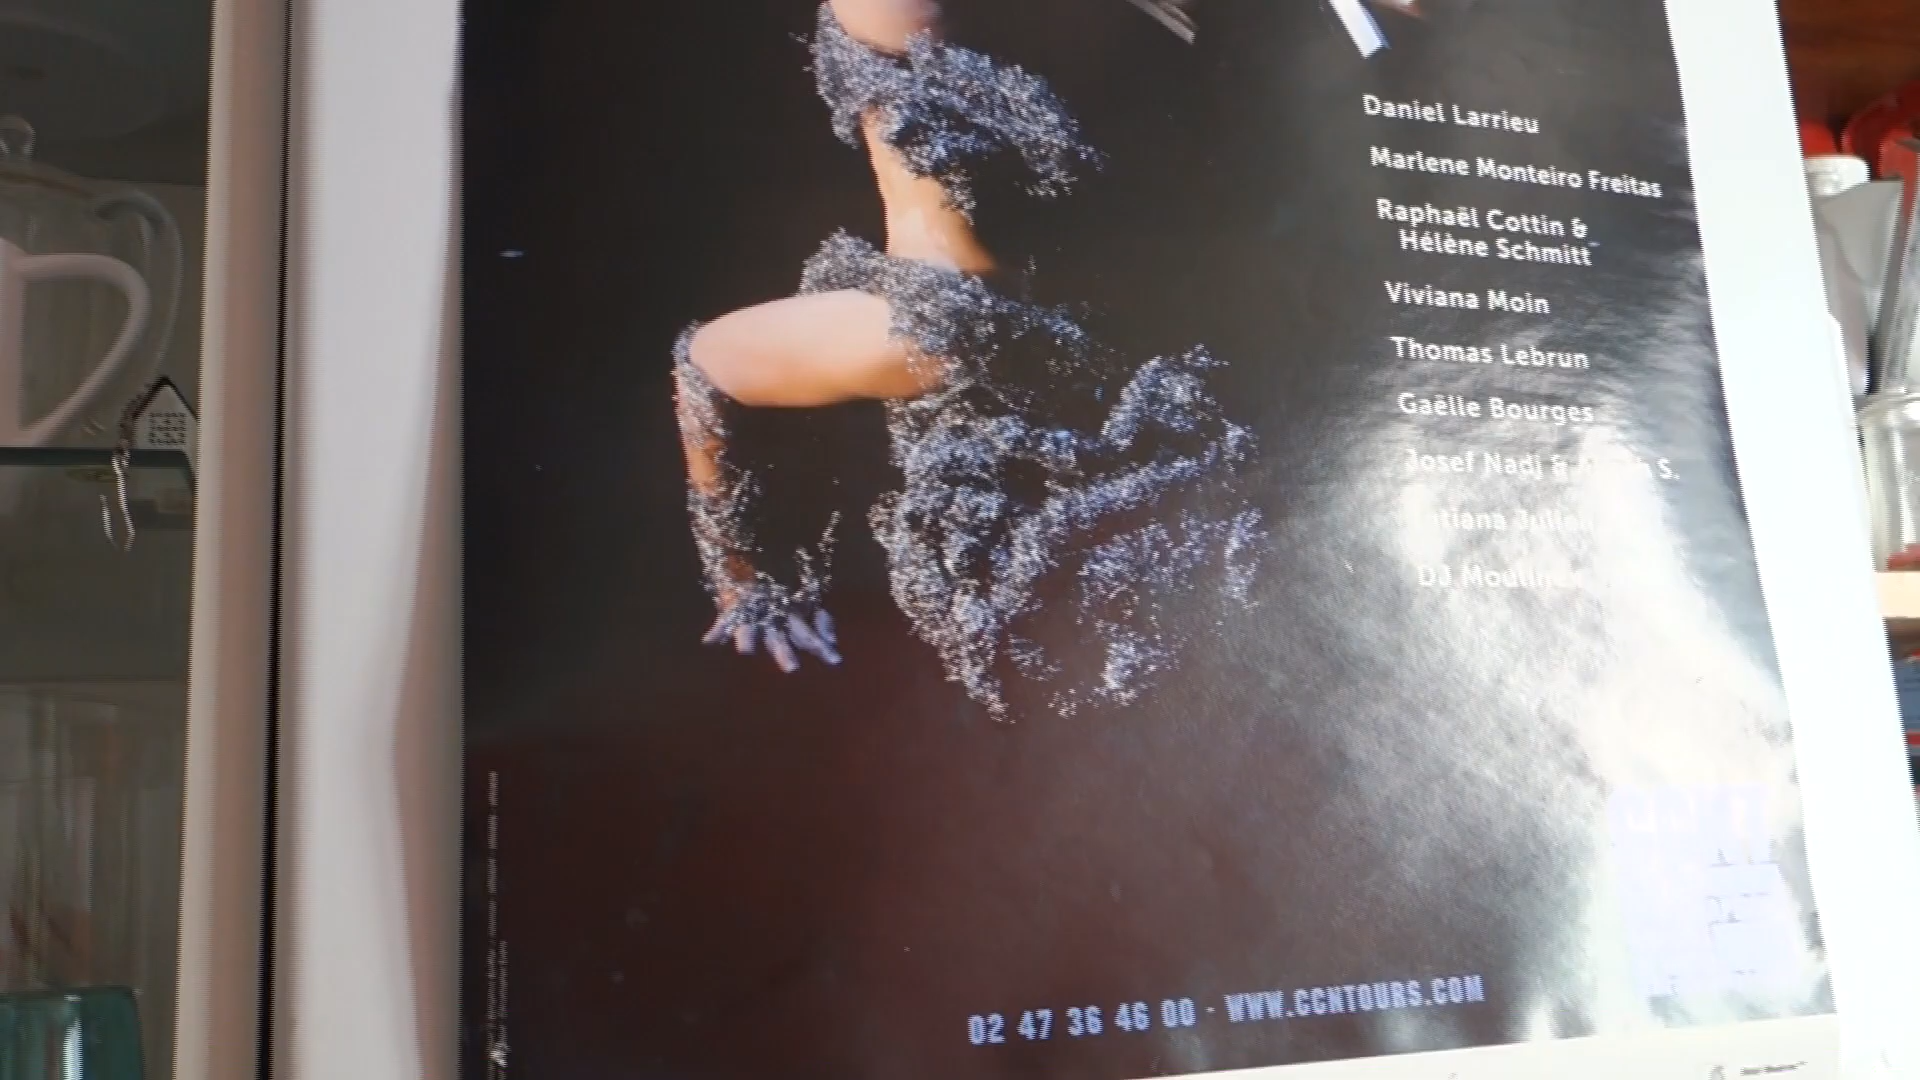 Daniel Larrieu
Marlene Monteiro Freitas
Raphaël Cottin &
Hélène Schmitt
Viviana Moin
Thomas Lebrun
Gaëlle Bourges
Josef Nadj & S.
DJ
02 47 36 46 00 - WWW.CCNTOURS.COM